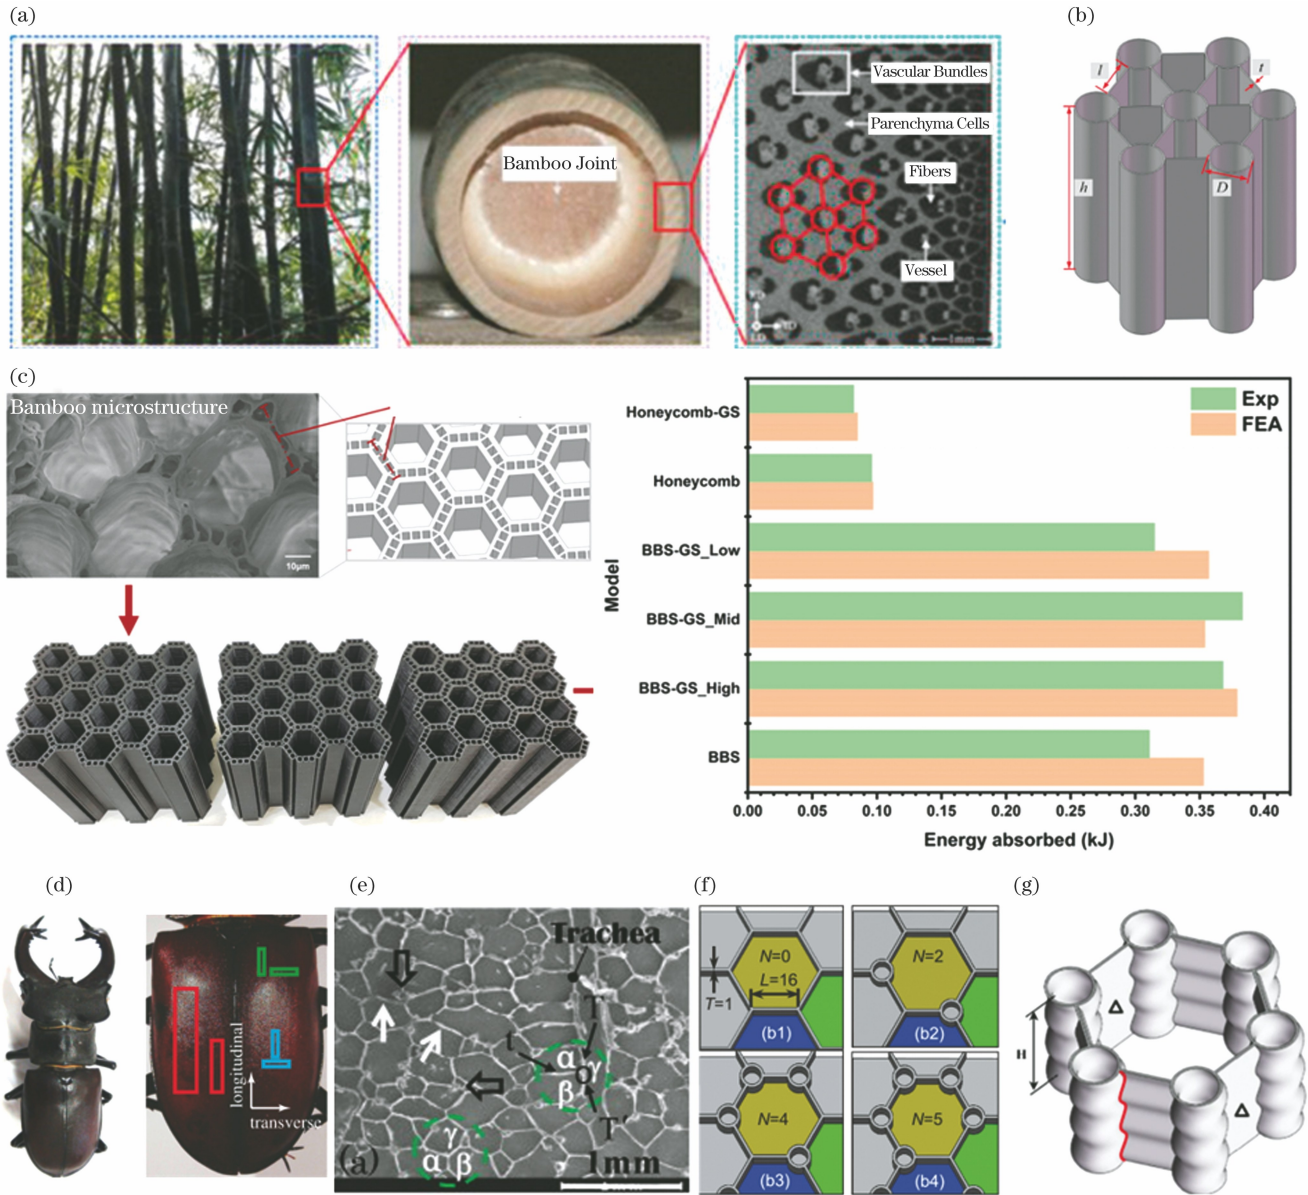 (a)
(b)
Bamboo Joint
Vascular Bundles
Parenchyma Cells
Fibers
Vessel
1mm
l
t
h
D
(c)
Bamboo microstructure
10μm
Honeycomb-GS
Honeycomb
BBS-GS_Low
BBS-GS_Mid
BBS-GS_High
BBS
Model
Exp
FEA
0.00 0.05 0.10 0.15 0.20 0.25 0.30 0.35 0.40
Energy absorbed (kJ)
(d)
(e)
(f)
(g)
longitudinal
transverse
Trachea
T
t
α γ
β
T'
γ
α β
(a)
1mm
N=0
L=16
T=1
(b1)
N=2
(b2)
N=4
(b3)
N=5
(b4)
H
Δ
Δ